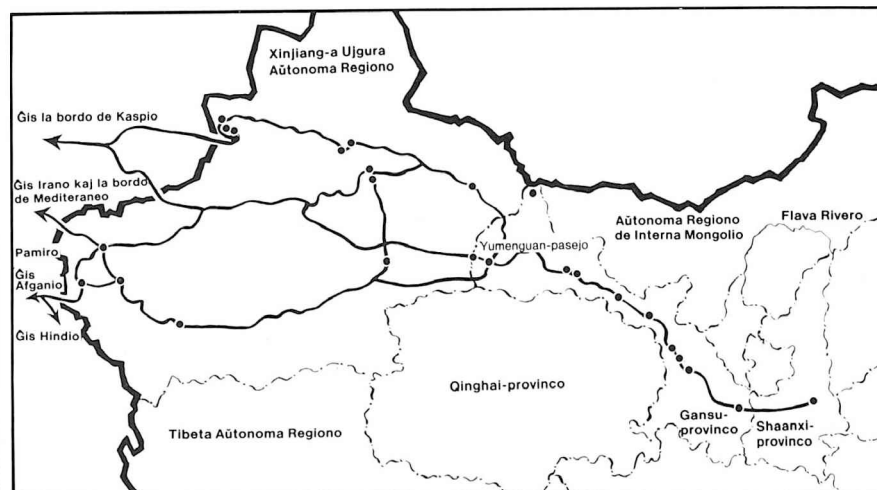 Xinjiang-a Ujgura
Aŭtonoma Regiono
Ĝis la bordo de Kaspio
Ĝis Irano kaj la bordo
de Mediteraneo
Pamiro
Ĝis
Afganio
Ĝis Hindio
Yumenguan-pasejo
Aŭtonoma Regiono
de Interna Mongolio
Flava Rivero
Qinghai-provinco
Tibeta Aŭtonoma Regiono
Gansu-
provinco
Shaanxi-
provinco